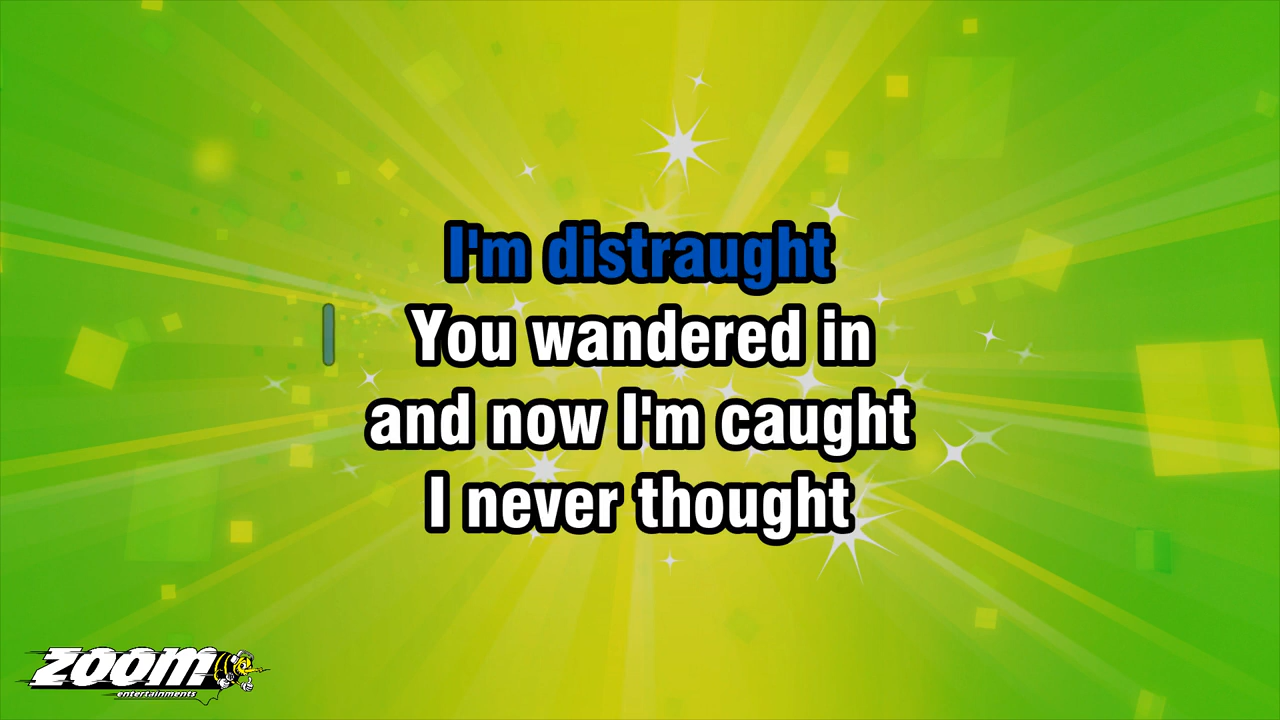 I'm distraught
You wandered in
and now I'm caught
I never thought
zoom
entertainments